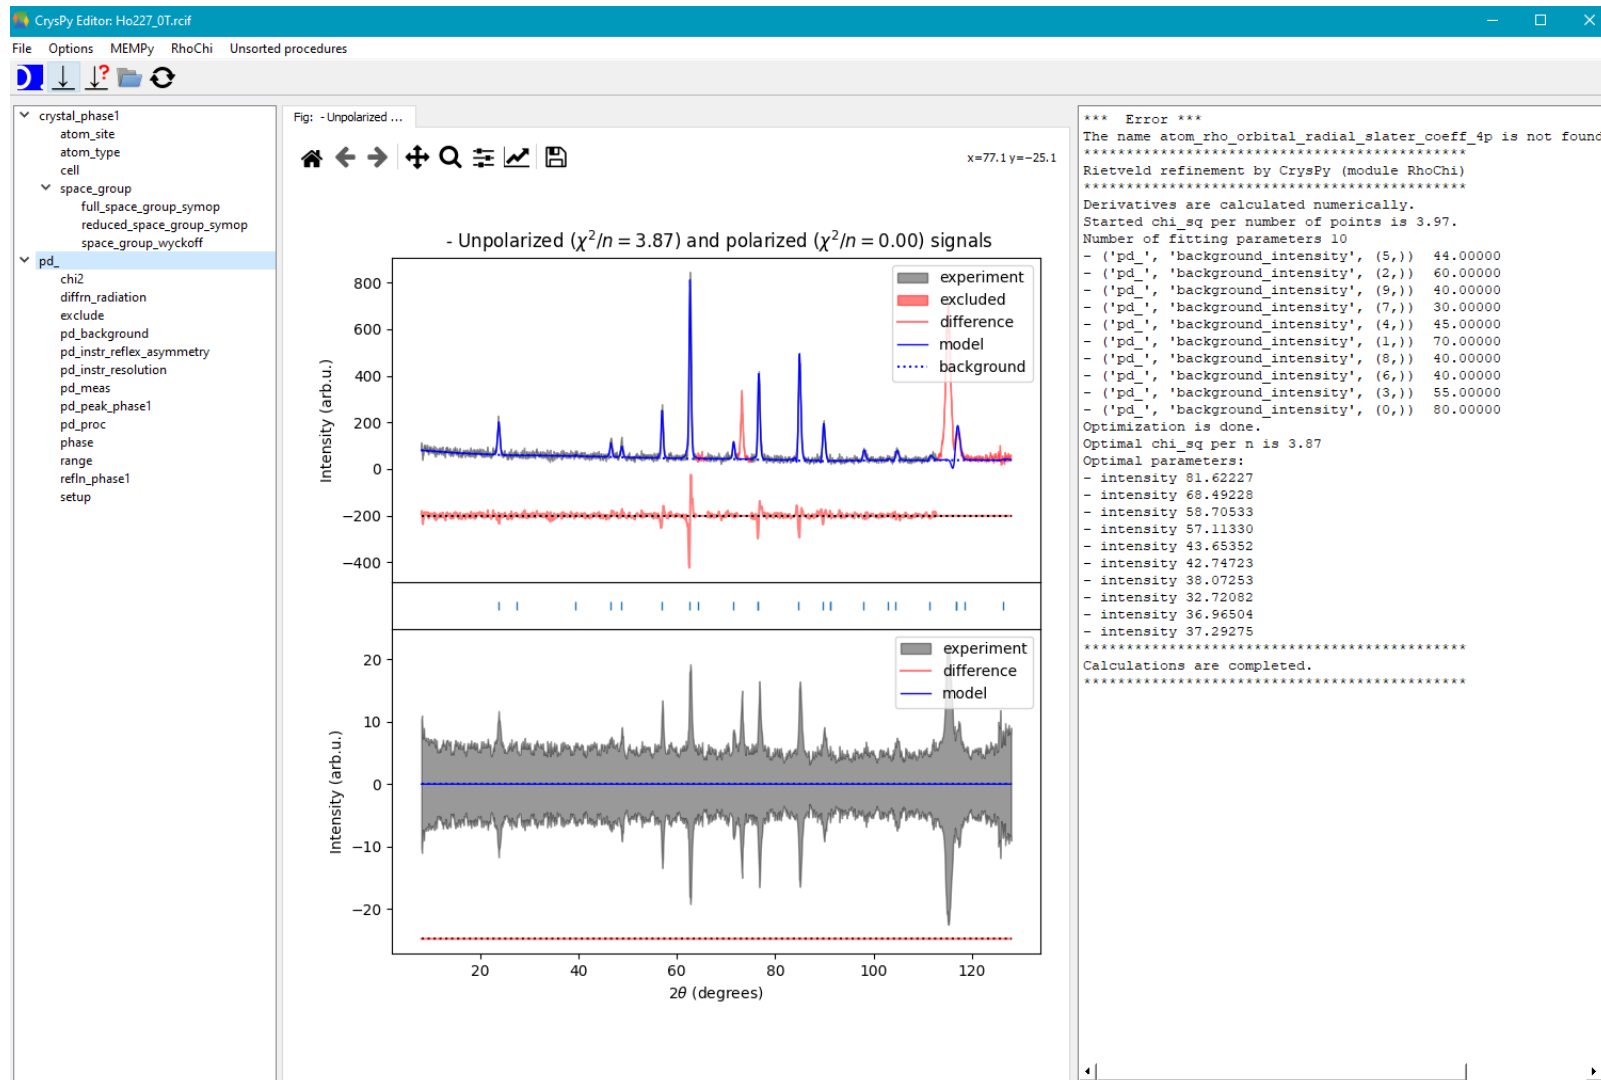 CrysPy Editor: Ho227_0T.rcif
File Options MEMPy RhoChi Unsorted procedures
crystal_phase1
atom_site
atom_type
cell
space_group
full_space_group_symop
reduced_space_group_symop
space_group_wyckoff
pd_
chi2
diffrn_radiation
exclude
pd_background
pd_instr_reflex_asymmetry
pd_instr_resolution
pd_meas
pd_peak_phase1
pd_proc
phase
range
refln_phase1
setup
Fig: - Unpolarized ...
x=77.1 y=−25.1
- Unpolarized (χ²/n = 3.87) and polarized (χ²/n = 0.00) signals
Intensity (arb.u.)
800
600
400
200
0
−200
−400
experiment
excluded
difference
model
background
Intensity (arb.u.)
20
10
0
−10
−20
experiment
difference
model
20 40 60 80 100 120
2θ (degrees)
*** Error ***
The name atom_rho_orbital_radial_slater_coeff_4p is not found
*********************************************
Rietveld refinement by CrysPy (module RhoChi)
*********************************************
Derivatives are calculated numerically.
Started chi_sq per number of points is 3.97.
Number of fitting parameters 10
- ('pd_', 'background_intensity', (5,)) 44.00000
- ('pd_', 'background_intensity', (2,)) 60.00000
- ('pd_', 'background_intensity', (9,)) 40.00000
- ('pd_', 'background_intensity', (7,)) 30.00000
- ('pd_', 'background_intensity', (4,)) 45.00000
- ('pd_', 'background_intensity', (1,)) 70.00000
- ('pd_', 'background_intensity', (8,)) 40.00000
- ('pd_', 'background_intensity', (6,)) 40.00000
- ('pd_', 'background_intensity', (3,)) 55.00000
- ('pd_', 'background_intensity', (0,)) 80.00000
Optimization is done.
Optimal chi_sq per n is 3.87
Optimal parameters:
- intensity 81.62227
- intensity 68.49228
- intensity 58.70533
- intensity 57.11330
- intensity 43.65352
- intensity 42.74723
- intensity 38.07253
- intensity 32.72082
- intensity 36.96504
- intensity 37.29275
*********************************************
Calculations are completed.
*********************************************